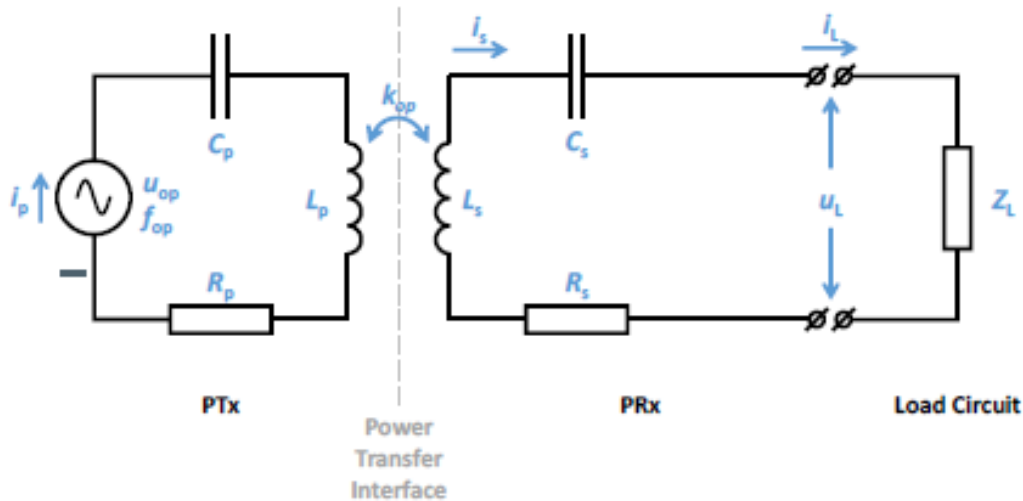 i_s
i_L
k_op
C_p
C_s
i_p
u_op
f_op
L_p
L_s
u_L
Z_L
R_p
R_s
PTx
PRx
Load Circuit
Power
Transfer
Interface